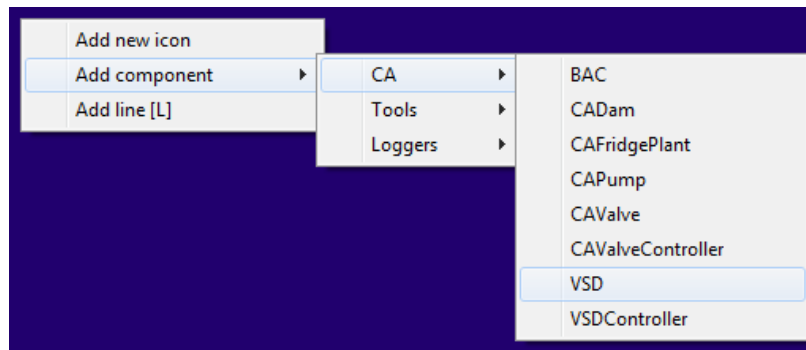 Add new icon
Add component
Add line [L]
CA
Tools
Loggers
BAC
CADam
CAFridgePlant
CAPump
CAValve
CAValveController
VSD
VSDController